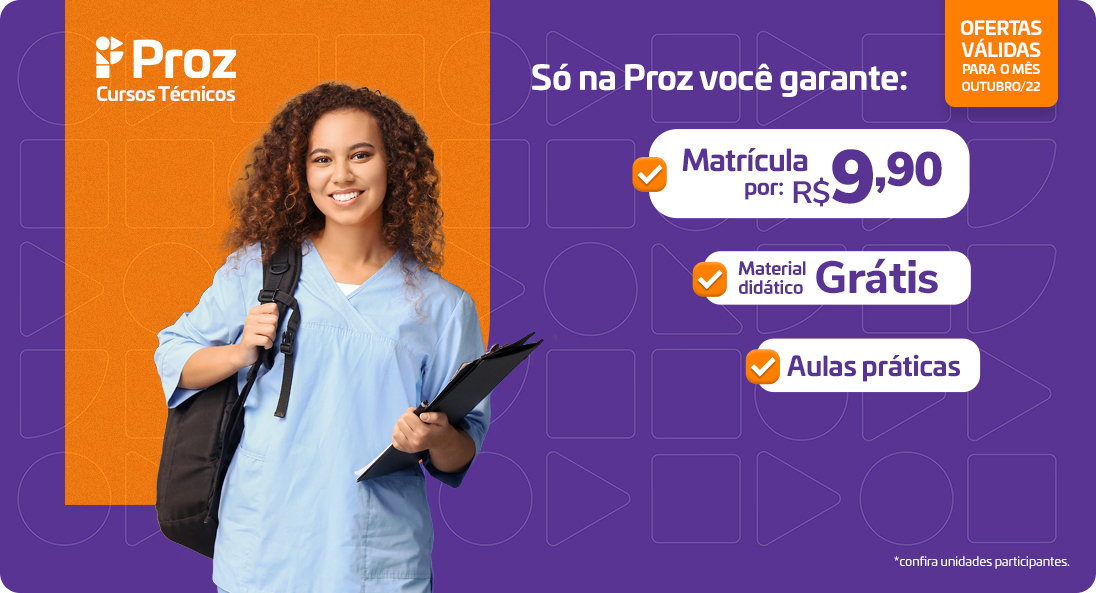 Proz
Cursos Técnicos
Só na Proz você garante:
OFERTAS
VÁLIDAS
PARA O MÊS
OUTUBRO/22
Matrícula
por: R$9,90
Material
didático Grátis
Aulas práticas
*confira unidades participantes.